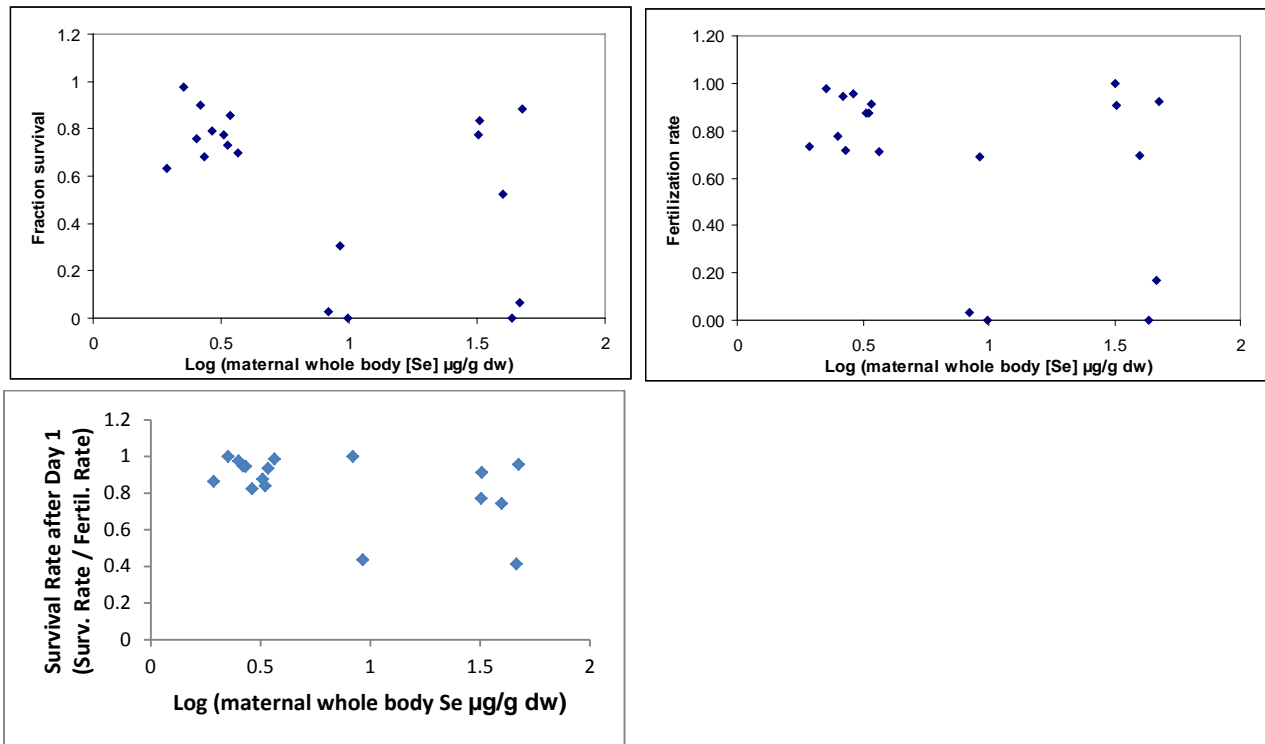 Fraction survival
1.2
1
0.8
0.6
0.4
0.2
0
0 0.5 1 1.5 2
Log (maternal whole body [Se] µg/g dw)
Fertilization rate
1.20
1.00
0.80
0.60
0.40
0.20
0.00
0 0.5 1 1.5 2
Log (maternal whole body [Se] µg/g dw)
Survival Rate after Day 1
(Surv. Rate / Fertil. Rate)
1.2
1
0.8
0.6
0.4
0.2
0
0 0.5 1 1.5 2
Log (maternal whole body Se µg/g dw)